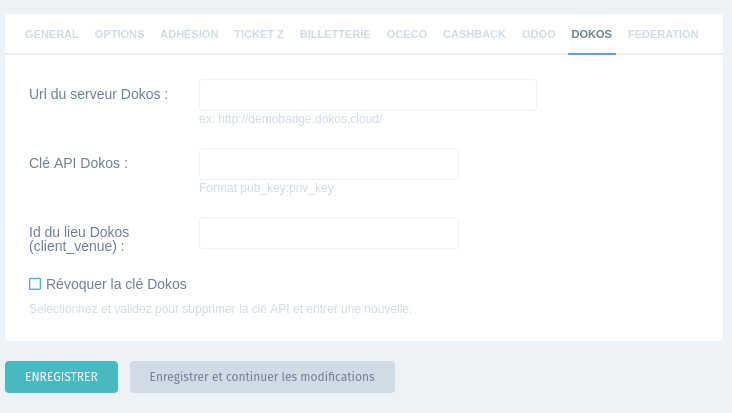 GENERAL OPTIONS ADHÉSION TICKET Z BILLETTERIE OCECO CASHBACK ODOO DOKOS FEDERATION
Url du serveur Dokos :
ex: http://demobadge.dokos.cloud/
Clé API Dokos :
Format pub_key:priv_key
Id du lieu Dokos
(client_venue) :
Révoquer la clé Dokos
Selectionnez et validez pour supprimer la clé API et entrer une nouvelle.
ENREGISTRER Enregistrer et continuer les modifications